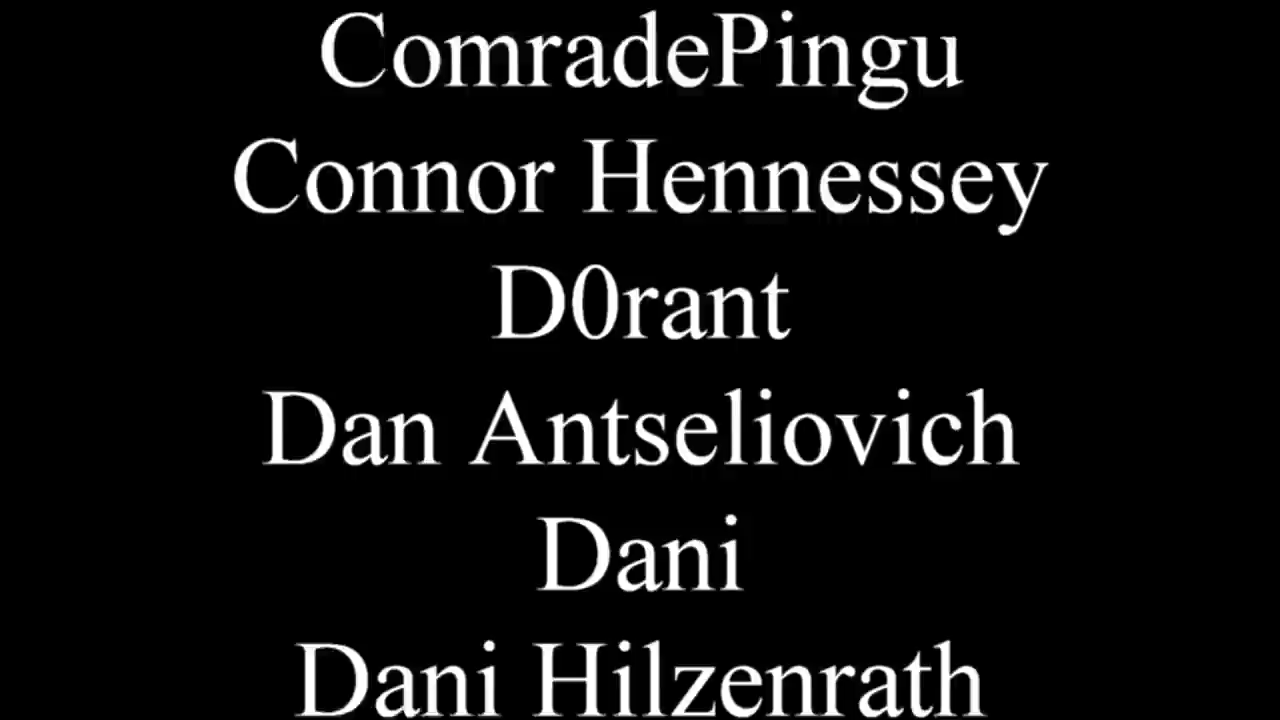 ComradePingu
Connor Hennessey
D0rant
Dan Antseliovich
Dani
Dani Hilzenrath